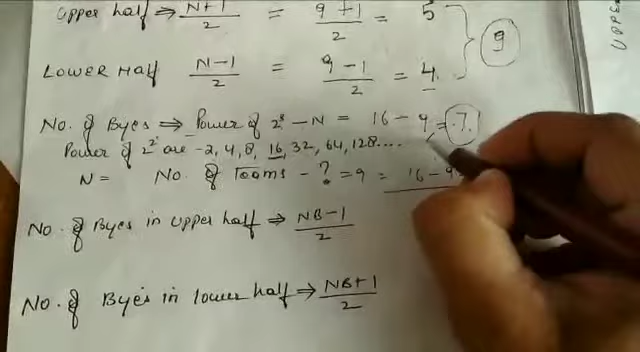 Upper half ⇒ N+1/2 = 9+1/2 = 5
Lower Half N-1/2 = 9-1/2 = 4 } 9
No. of Byes ⇒ Power of 2's - N = 16 - 9 = 7
Power of 2's are - 2, 4, 8, 16, 32, 64, 128....
N = No. of Teams - ? = 9 = 16 - 9
No. of Byes in upper half ⇒ NB-1/2
No. of Byes in lower half ⇒ NB+1/2
UPPE